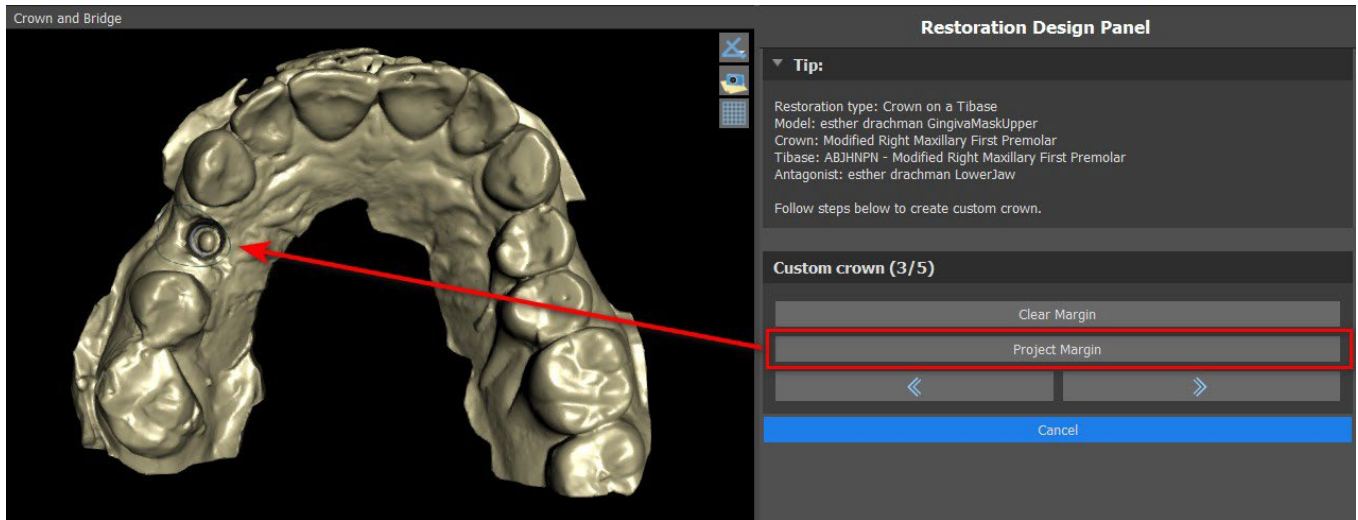 Crown and Bridge
Restoration Design Panel
Tip:
Restoration type: Crown on a Tibase
Model: esther drachman GingivaMaskUpper
Crown: Modified Right Maxillary First Premolar
Tibase: ABJHNPN - Modified Right Maxillary First Premolar
Antagonist: esther drachman LowerJaw
Follow steps below to create custom crown.
Custom crown (3/5)
Clear Margin
Project Margin
Cancel